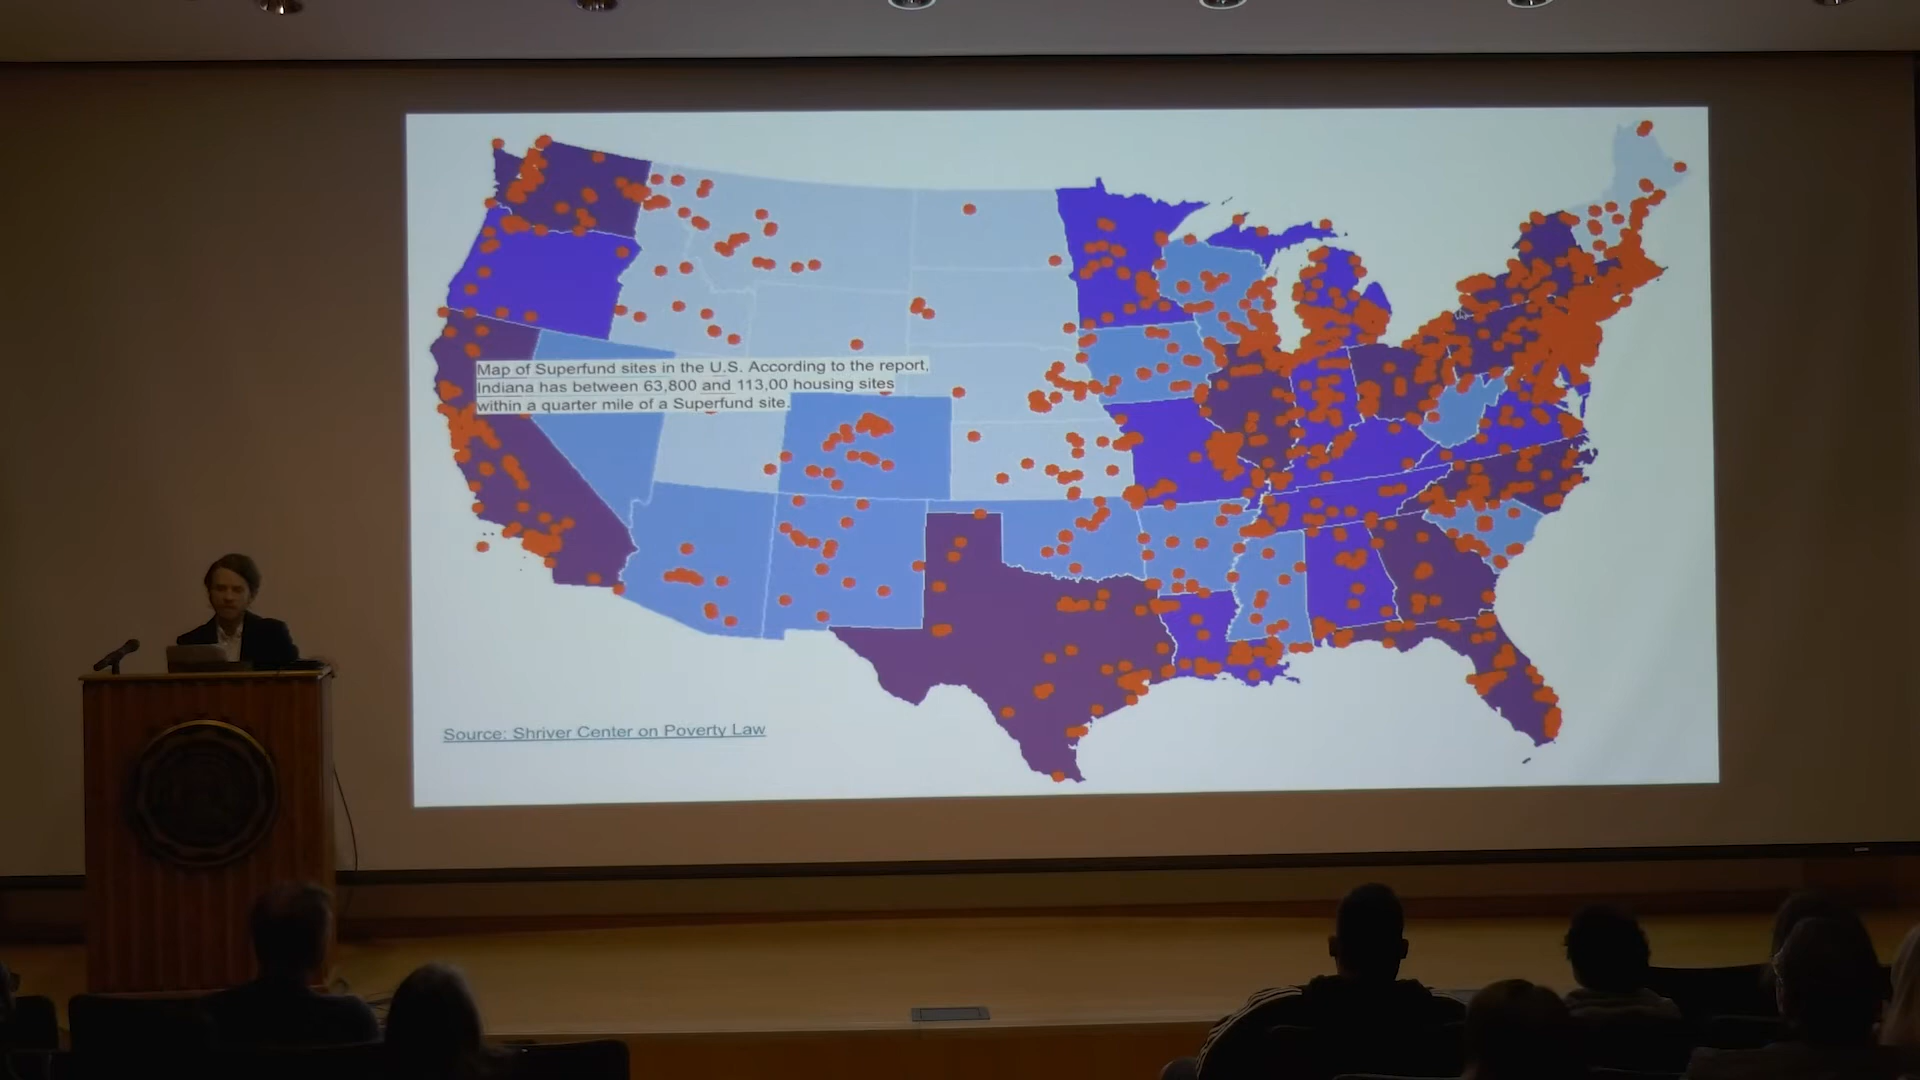 Map of Superfund sites in the U.S. According to the report,
Indiana has between 63,800 and 113,00 housing sites
within a quarter mile of a Superfund site.
Source: Shriver Center on Poverty Law